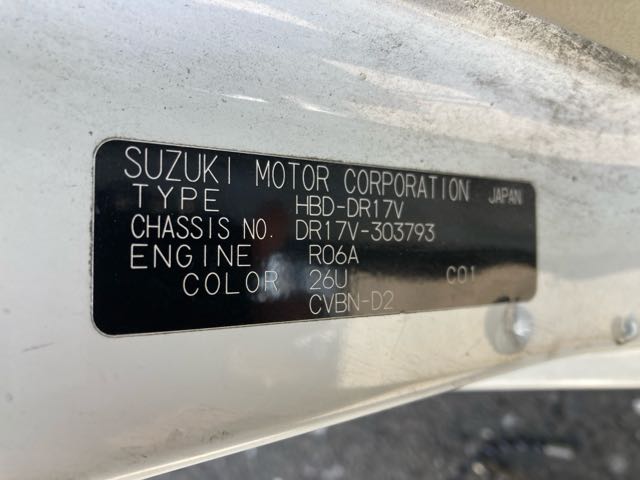 SUZUKI MOTOR CORPORATION JAPAN
TYPE HBD-DR17V
CHASSIS NO. DR17V-303793
ENGINE R06A
COLOR 26U C01
CVBN-D2